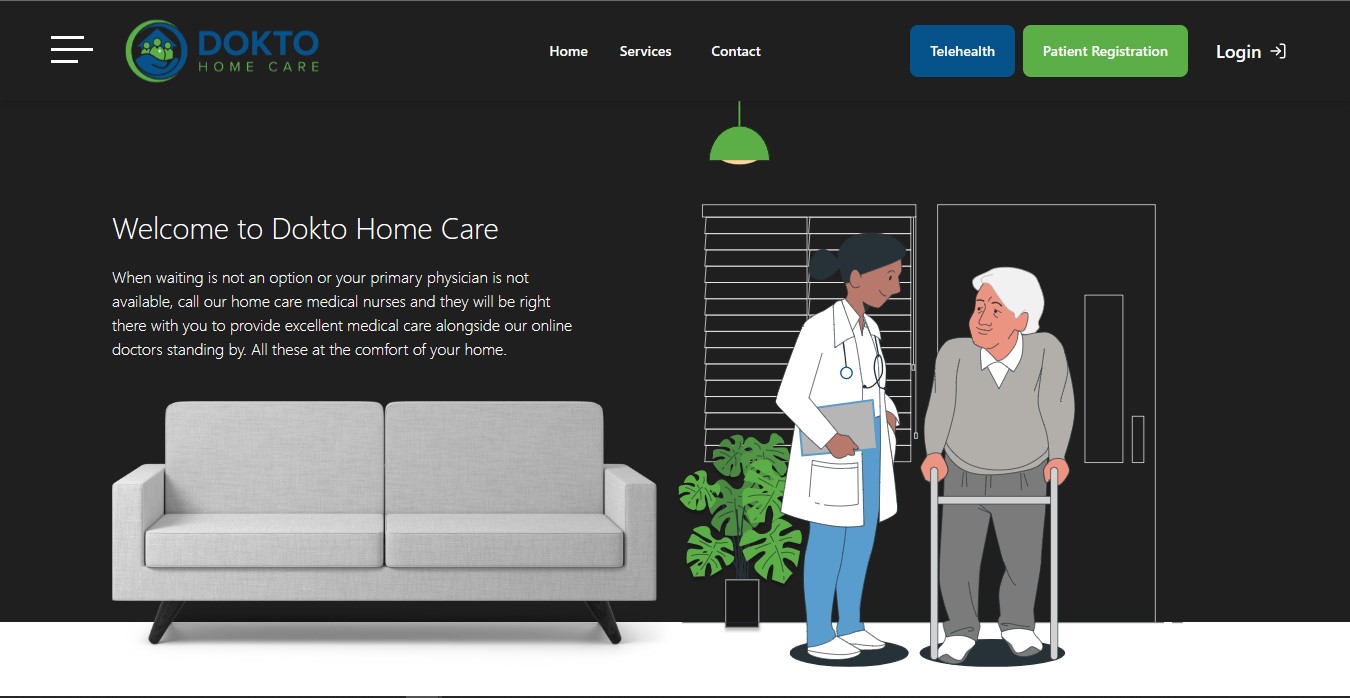 DOKTO
HOME CARE
Home Services Contact
Telehealth
Patient Registration
Login
Welcome to Dokto Home Care
When waiting is not an option or your primary physician is not
available, call our home care medical nurses and they will be right
there with you to provide excellent medical care alongside our online
doctors standing by. All these at the comfort of your home.